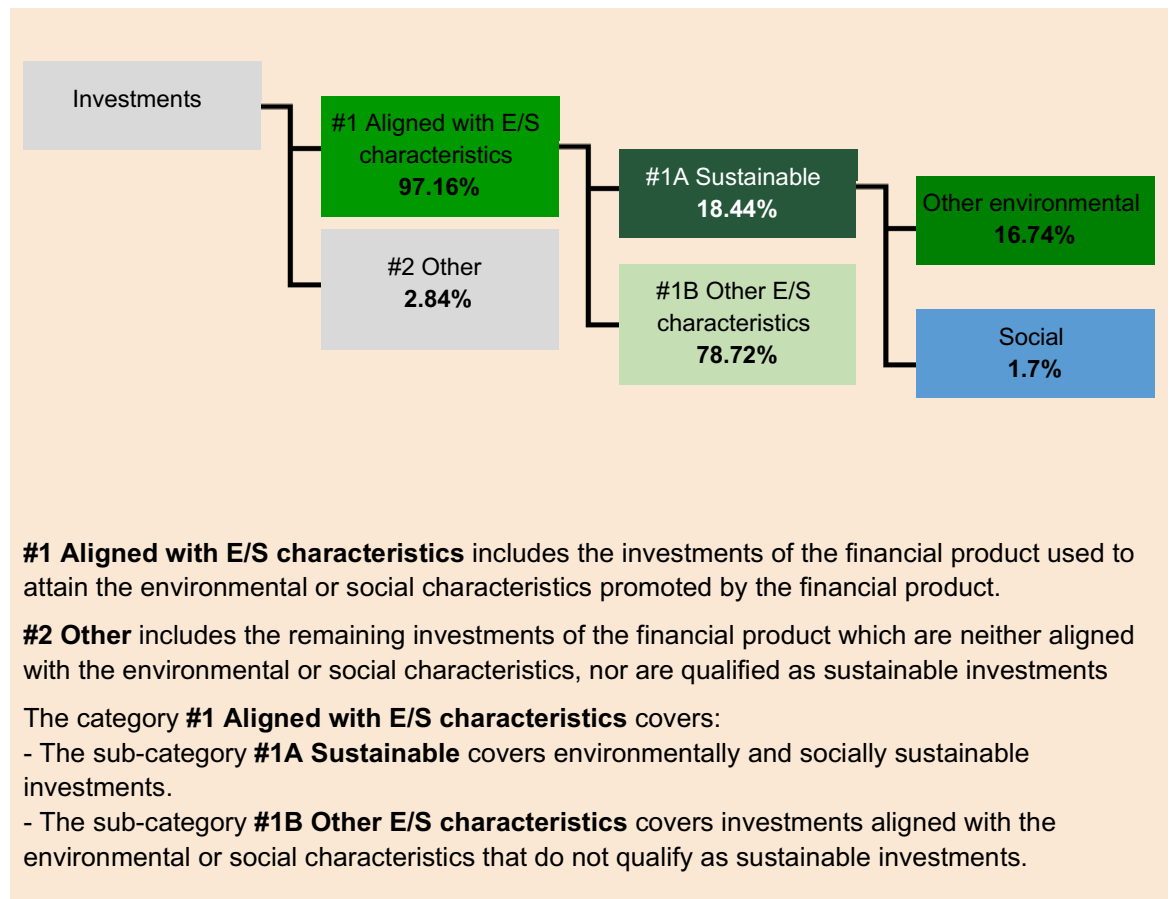 Investments
#1 Aligned with E/S
characteristics
97.16%
#2 Other
2.84%
#1A Sustainable
18.44%
#1B Other E/S
characteristics
78.72%
Other environmental
16.74%
Social
1.7%
#1 Aligned with E/S characteristics includes the investments of the financial product used to
attain the environmental or social characteristics promoted by the financial product.
#2 Other includes the remaining investments of the financial product which are neither aligned
with the environmental or social characteristics, nor are qualified as sustainable investments
The category #1 Aligned with E/S characteristics covers:
- The sub-category #1A Sustainable covers environmentally and socially sustainable
investments.
- The sub-category #1B Other E/S characteristics covers investments aligned with the
environmental or social characteristics that do not qualify as sustainable investments.